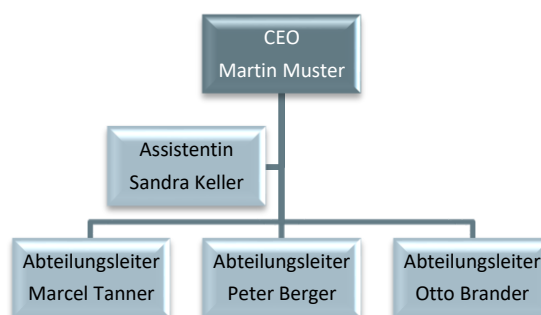 CEO
Martin Muster
Assistentin
Sandra Keller
Abteilungsleiter
Marcel Tanner
Abteilungsleiter
Peter Berger
Abteilungsleiter
Otto Brander